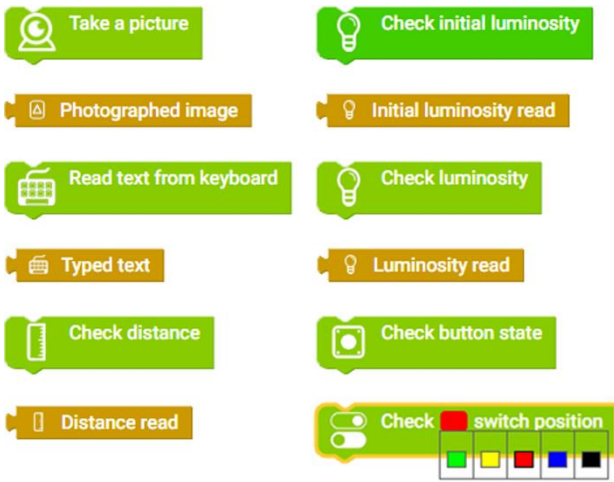 Take a picture
Check initial luminosity
Photographed image
Initial luminosity read
Read text from keyboard
Check luminosity
Typed text
Luminosity read
Check distance
Check button state
Distance read
Check switch position